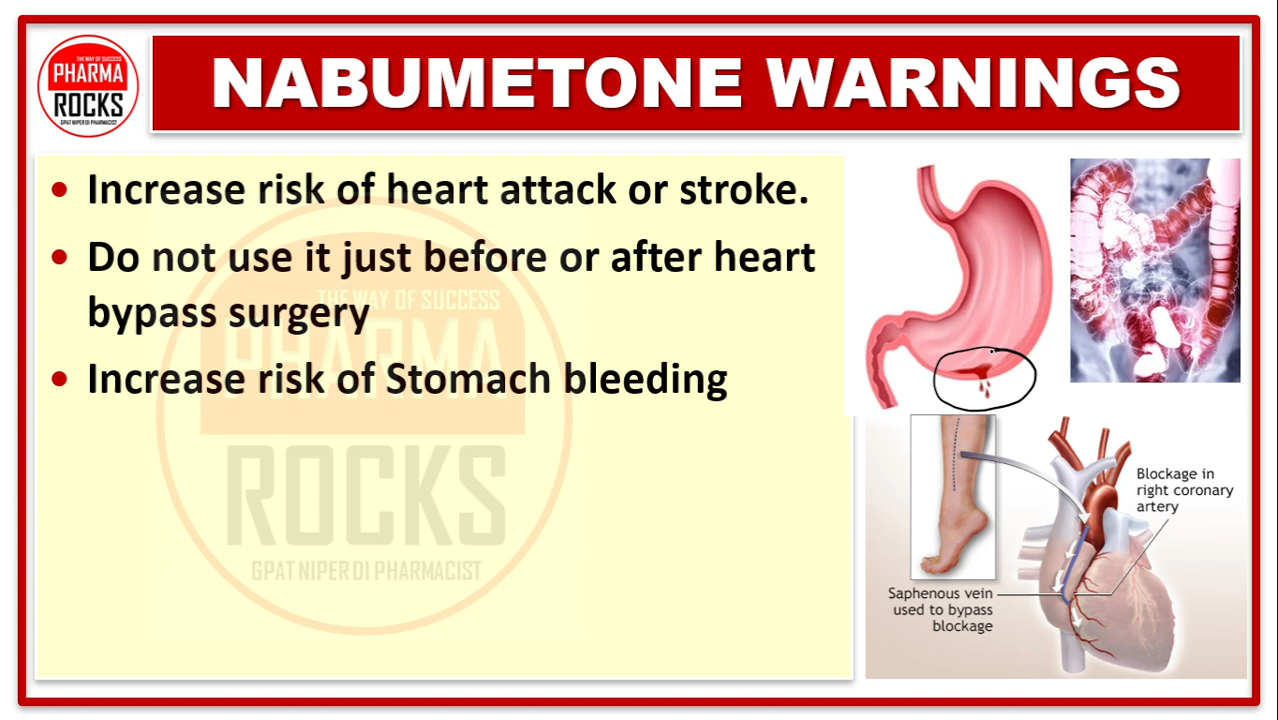 THE WAY OF SUCCESS
PHARMA
ROCKS
GPAT NIPER DI PHARMACIST
NABUMETONE WARNINGS
• Increase risk of heart attack or stroke.
• Do not use it just before or after heart
bypass surgery
• Increase risk of Stomach bleeding
THE WAY OF SUCCESS
PHARMA
ROCKS
GPAT NIPER DI PHARMACIST
Blockage in
right coronary
artery
Saphenous vein
used to bypass
blockage